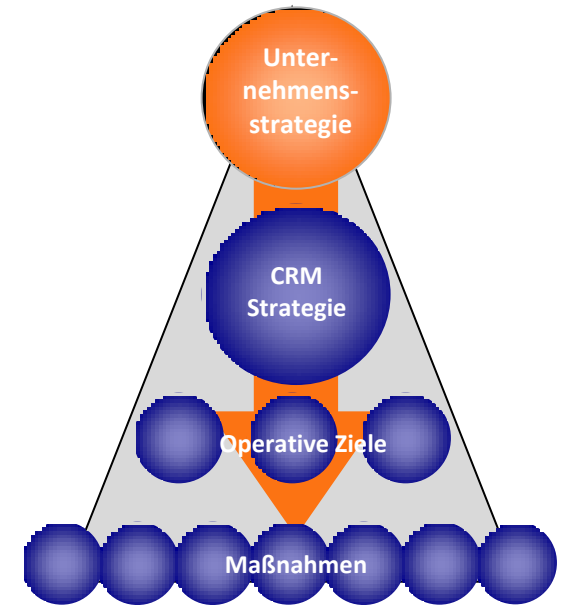 Unter-
nehmens-
strategie
CRM
Strategie
Operative Ziele
Maßnahmen